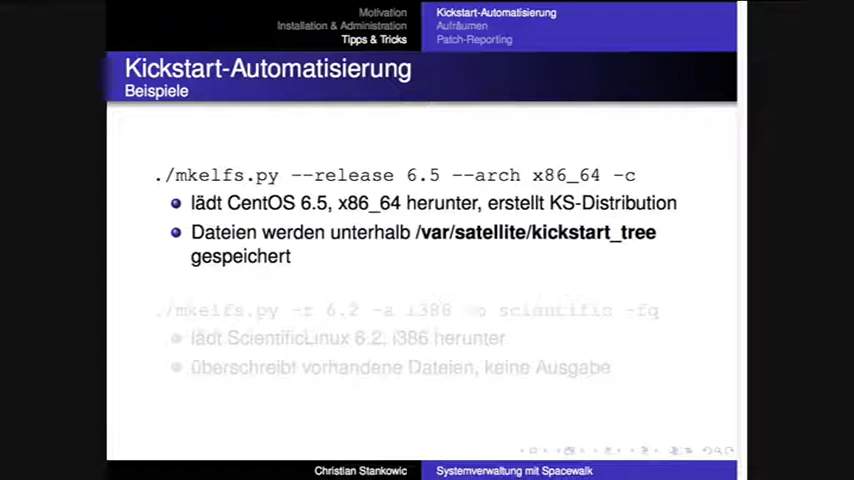 Motivation
Installation & Administration
Tipps & Tricks
Kickstart-Automatisierung
Aufräumen
Patch-Reporting
Kickstart-Automatisierung
Beispiele
./mkelfs.py --release 6.5 --arch x86_64 -c
lädt CentOS 6.5, x86_64 herunter, erstellt KS-Distribution
Dateien werden unterhalb /var/satellite/kickstart_tree
gespeichert
./mkelfs.py -r 6.2 -a i386 -o scientific -fq
lädt ScientificLinux 6.2, i386 herunter
überschreibt vorhandene Dateien, keine Ausgabe
Christian Stankowic
Systemverwaltung mit Spacewalk